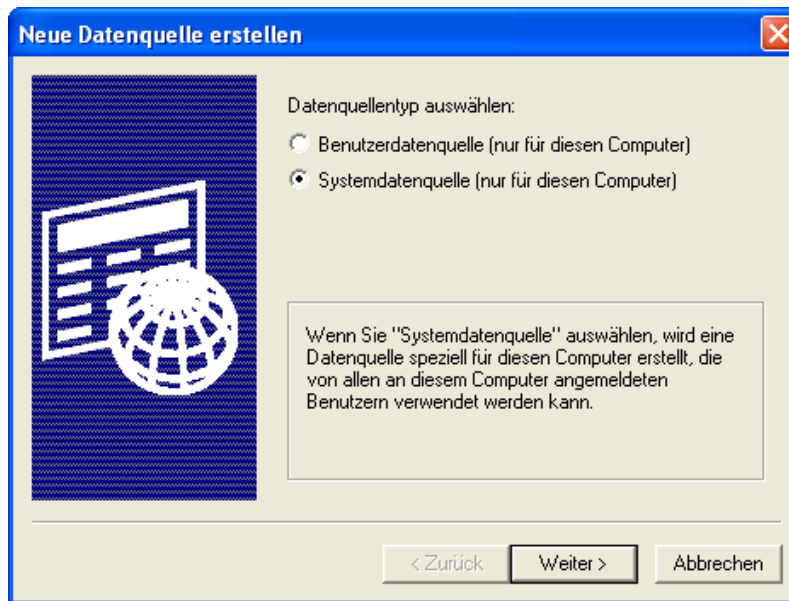 Neue Datenquelle erstellen
Datenquellentyp auswählen:
Benutzerdatenquelle (nur für diesen Computer)
Systemdatenquelle (nur für diesen Computer)
Wenn Sie "Systemdatenquelle" auswählen, wird eine
Datenquelle speziell für diesen Computer erstellt, die
von allen an diesem Computer angemeldeten
Benutzern verwendet werden kann.
< Zurück Weiter > Abbrechen